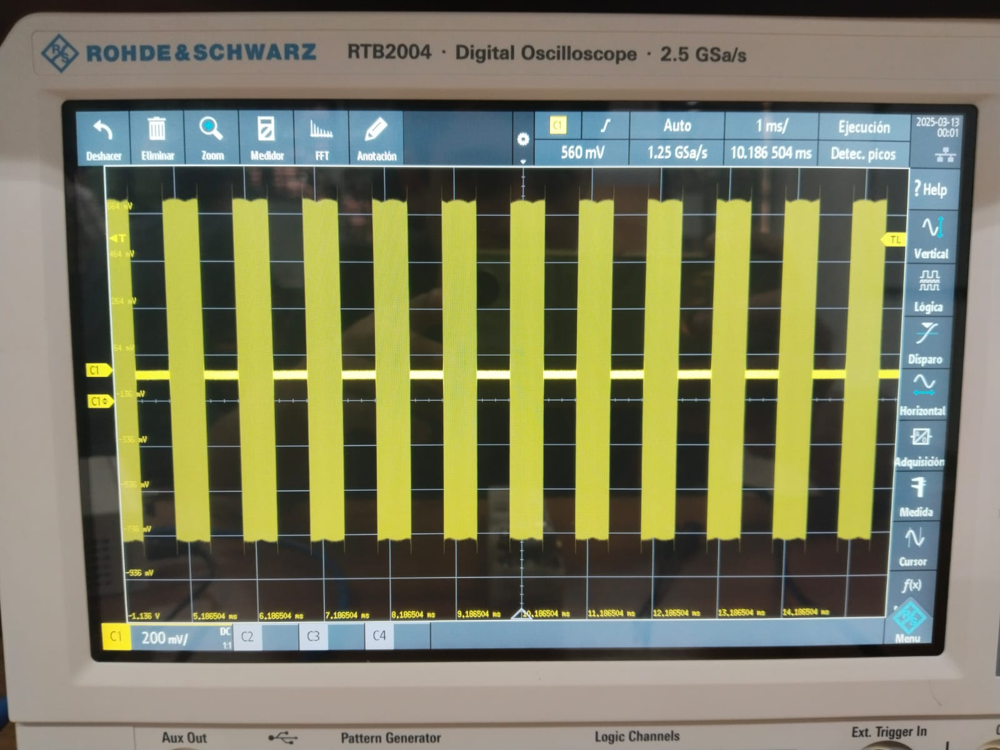 ROHDE & SCHWARZ RTB2004 · Digital Oscilloscope · 2.5 GSa/s
Deshacer Eliminar Zoom Medidor FFT Anotación
C1 Auto 1 ms/ Ejecución
560 mV 1.25 GSa/s 10.186 504 ms Detec. picos
2025-03-13
00:01
? Help
664 mV
T
TL
464 mV
Vertical
264 mV
Lógica
64 mV
Disparo
C1
-136 mV
C1
Horizontal
-336 mV
Adquisición
-536 mV
Medida
-736 mV
Cursor
-936 mV
f(x)
-1.136 V 5.186504 ms 6.186504 ms 7.186504 ms 8.186504 ms 9.186504 ms 10.186504 ms 11.186504 ms 12.186504 ms 13.186504 ms 14.186504 ms
R S
Menu
C1 200 mV/ DC
1:1
C2 C3 C4
Aux Out Pattern Generator Logic Channels Ext. Trigger In